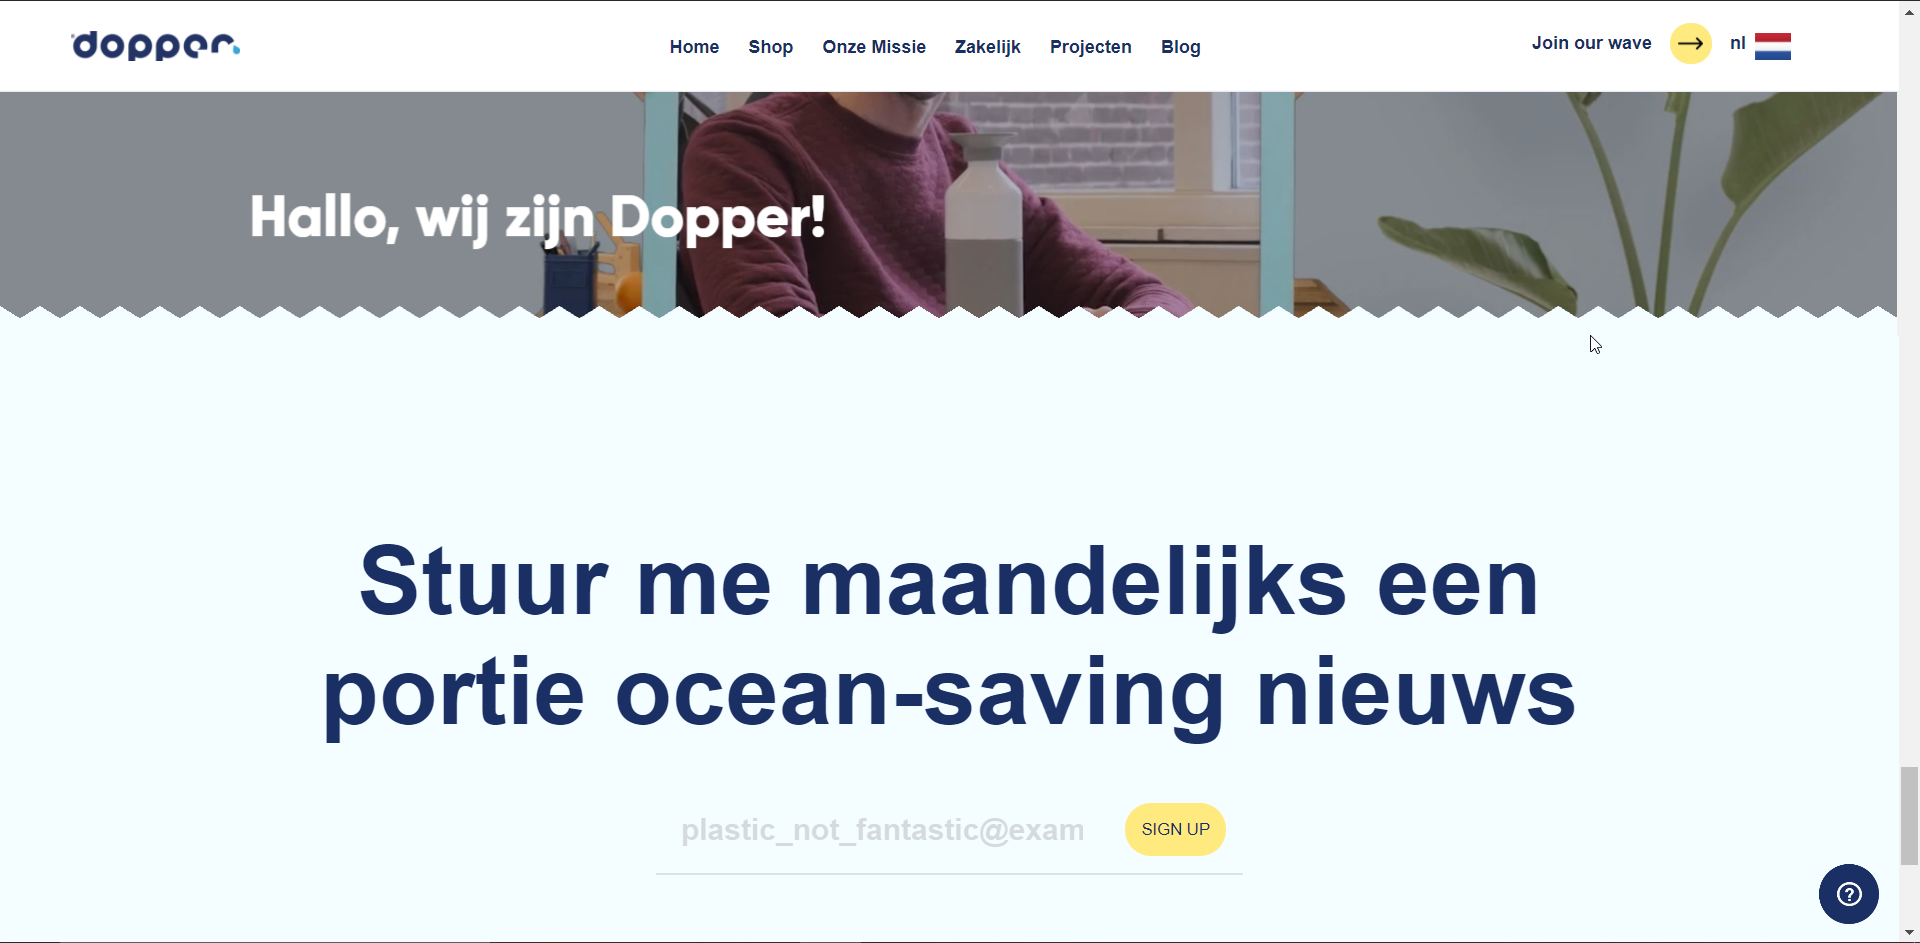 dopper
Home Shop Onze Missie Zakelijk Projecten Blog
Join our wave
nl
Hallo, wij zijn Dopper!
Stuur me maandelijks een
portie ocean-saving nieuws
plastic_not_fantastic@exam
SIGN UP
?